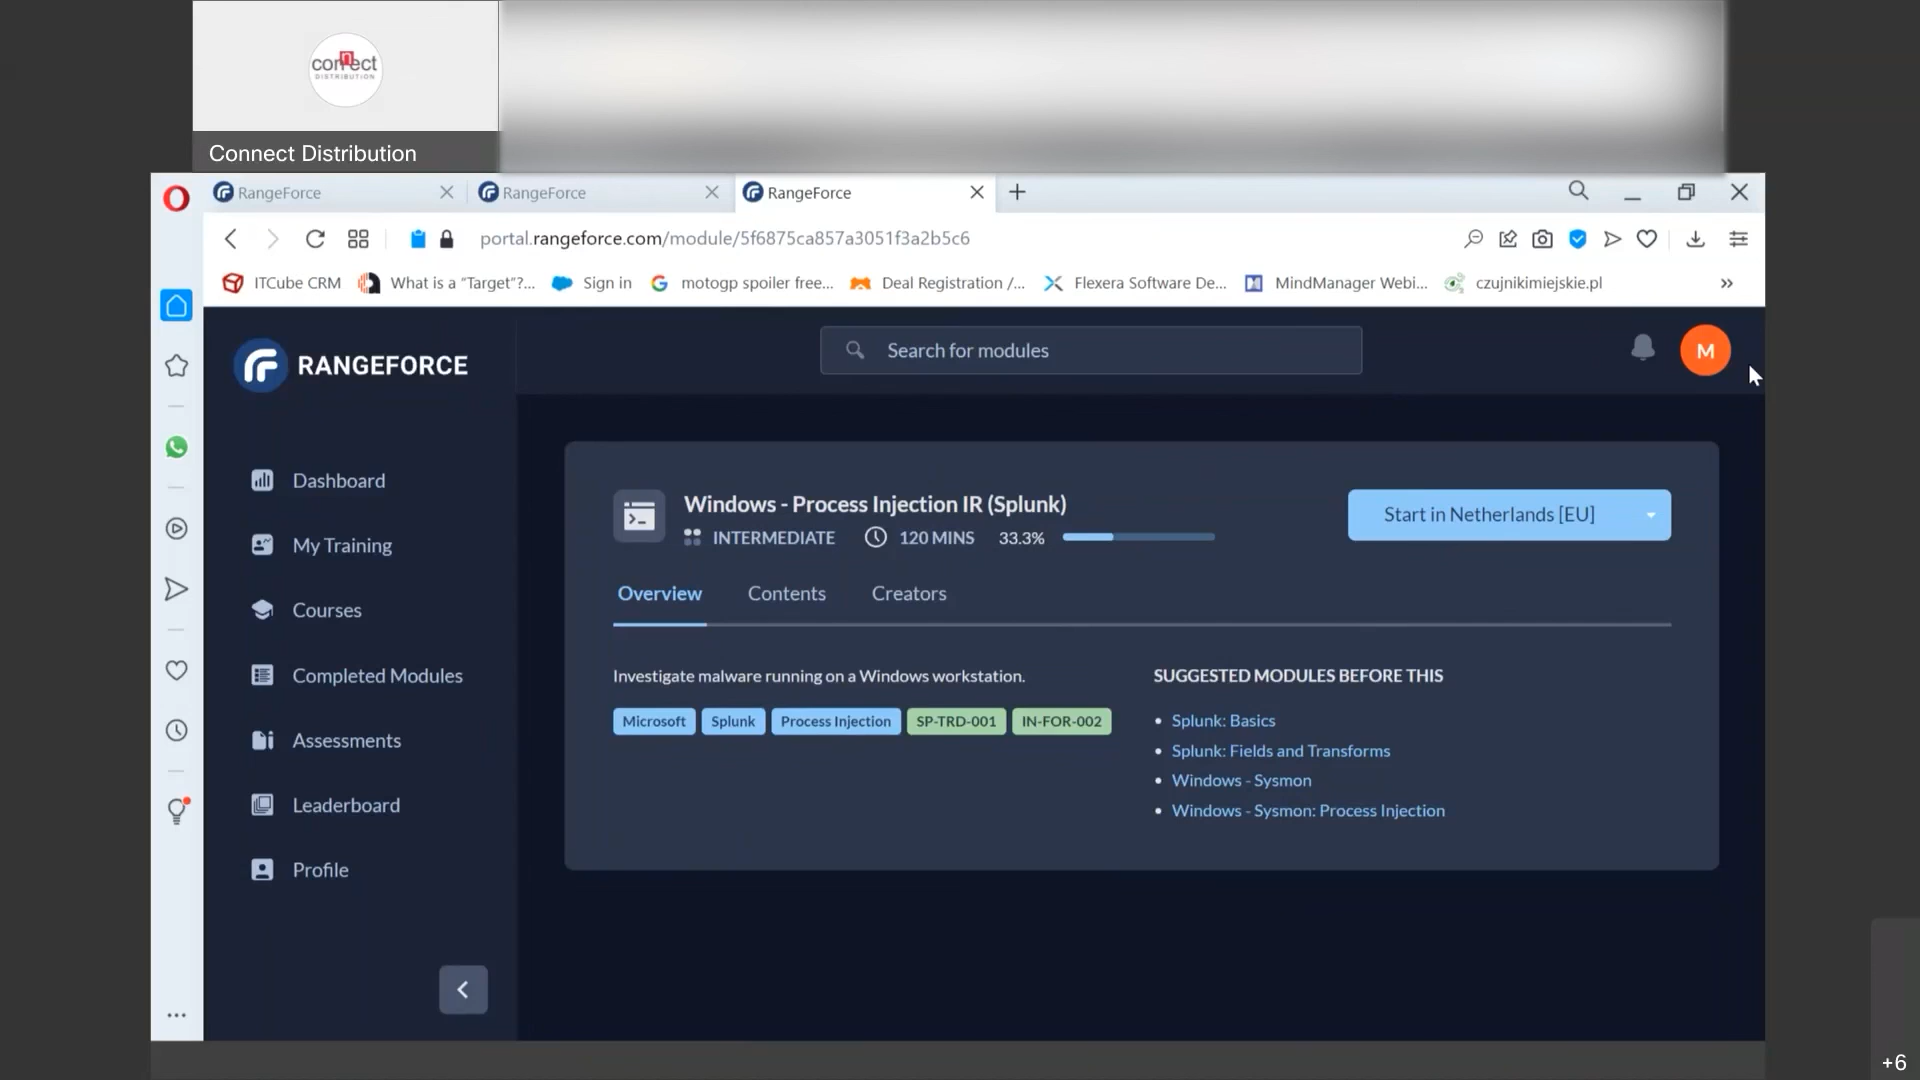 connect
DISTRIBUTION
Connect Distribution
RangeForce
RangeForce
RangeForce
portal.rangeforce.com/module/5f6875ca857a3051f3a2b5c6
ITCube CRM
What is a "Target"?...
Sign in
motogp spoiler free...
Deal Registration /...
Flexera Software De...
MindManager Webi...
czujnikimiejskie.pl
»
RANGEFORCE
Search for modules
M
Dashboard
My Training
Courses
Completed Modules
Assessments
Leaderboard
Profile
Windows - Process Injection IR (Splunk)
INTERMEDIATE
120 MINS
33.3%
Start in Netherlands [EU]
Overview
Contents
Creators
Investigate malware running on a Windows workstation.
Microsoft
Splunk
Process Injection
SP-TRD-001
IN-FOR-002
SUGGESTED MODULES BEFORE THIS
• Splunk: Basics
• Splunk: Fields and Transforms
• Windows - Sysmon
• Windows - Sysmon: Process Injection
+6